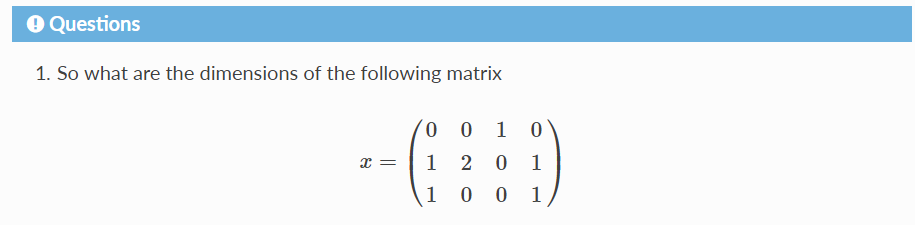 Questions
1. So what are the dimensions of the following matrix
0 0 1 0
x = 1 2 0 1
1 0 0 1